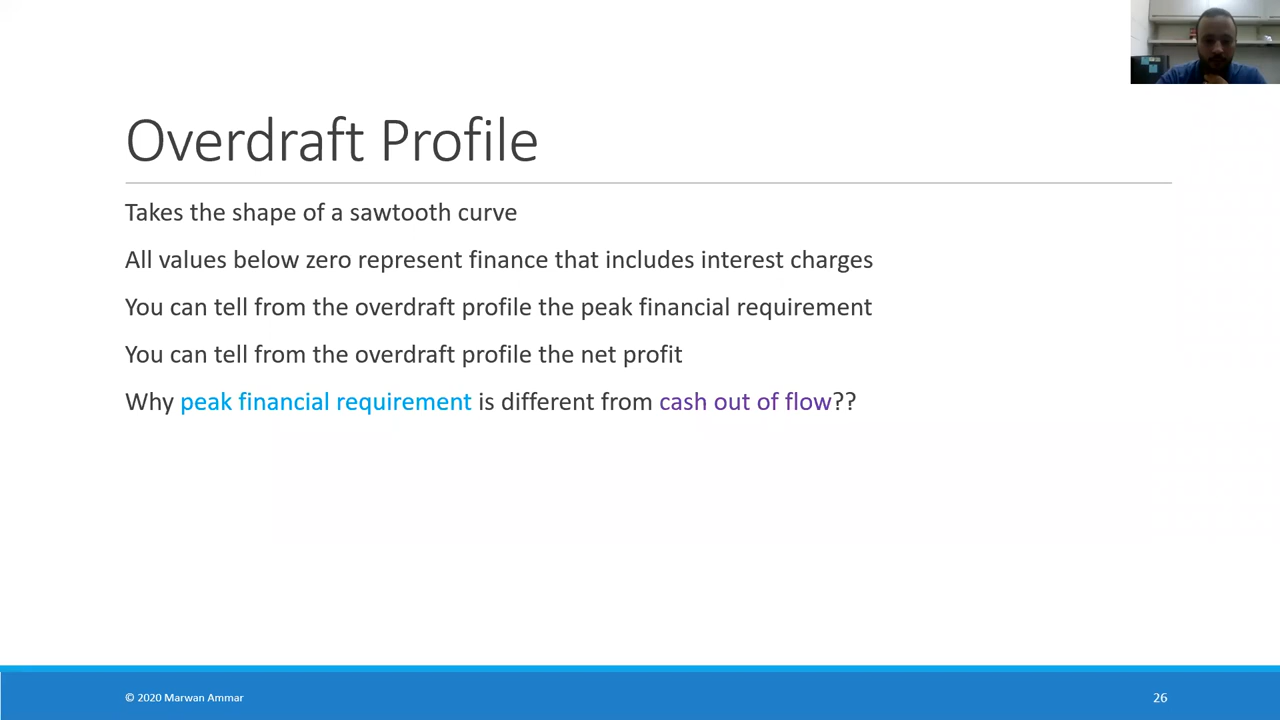 Overdraft Profile
Takes the shape of a sawtooth curve
All values below zero represent finance that includes interest charges
You can tell from the overdraft profile the peak financial requirement
You can tell from the overdraft profile the net profit
Why peak financial requirement is different from cash out of flow??
© 2020 Marwan Ammar
26